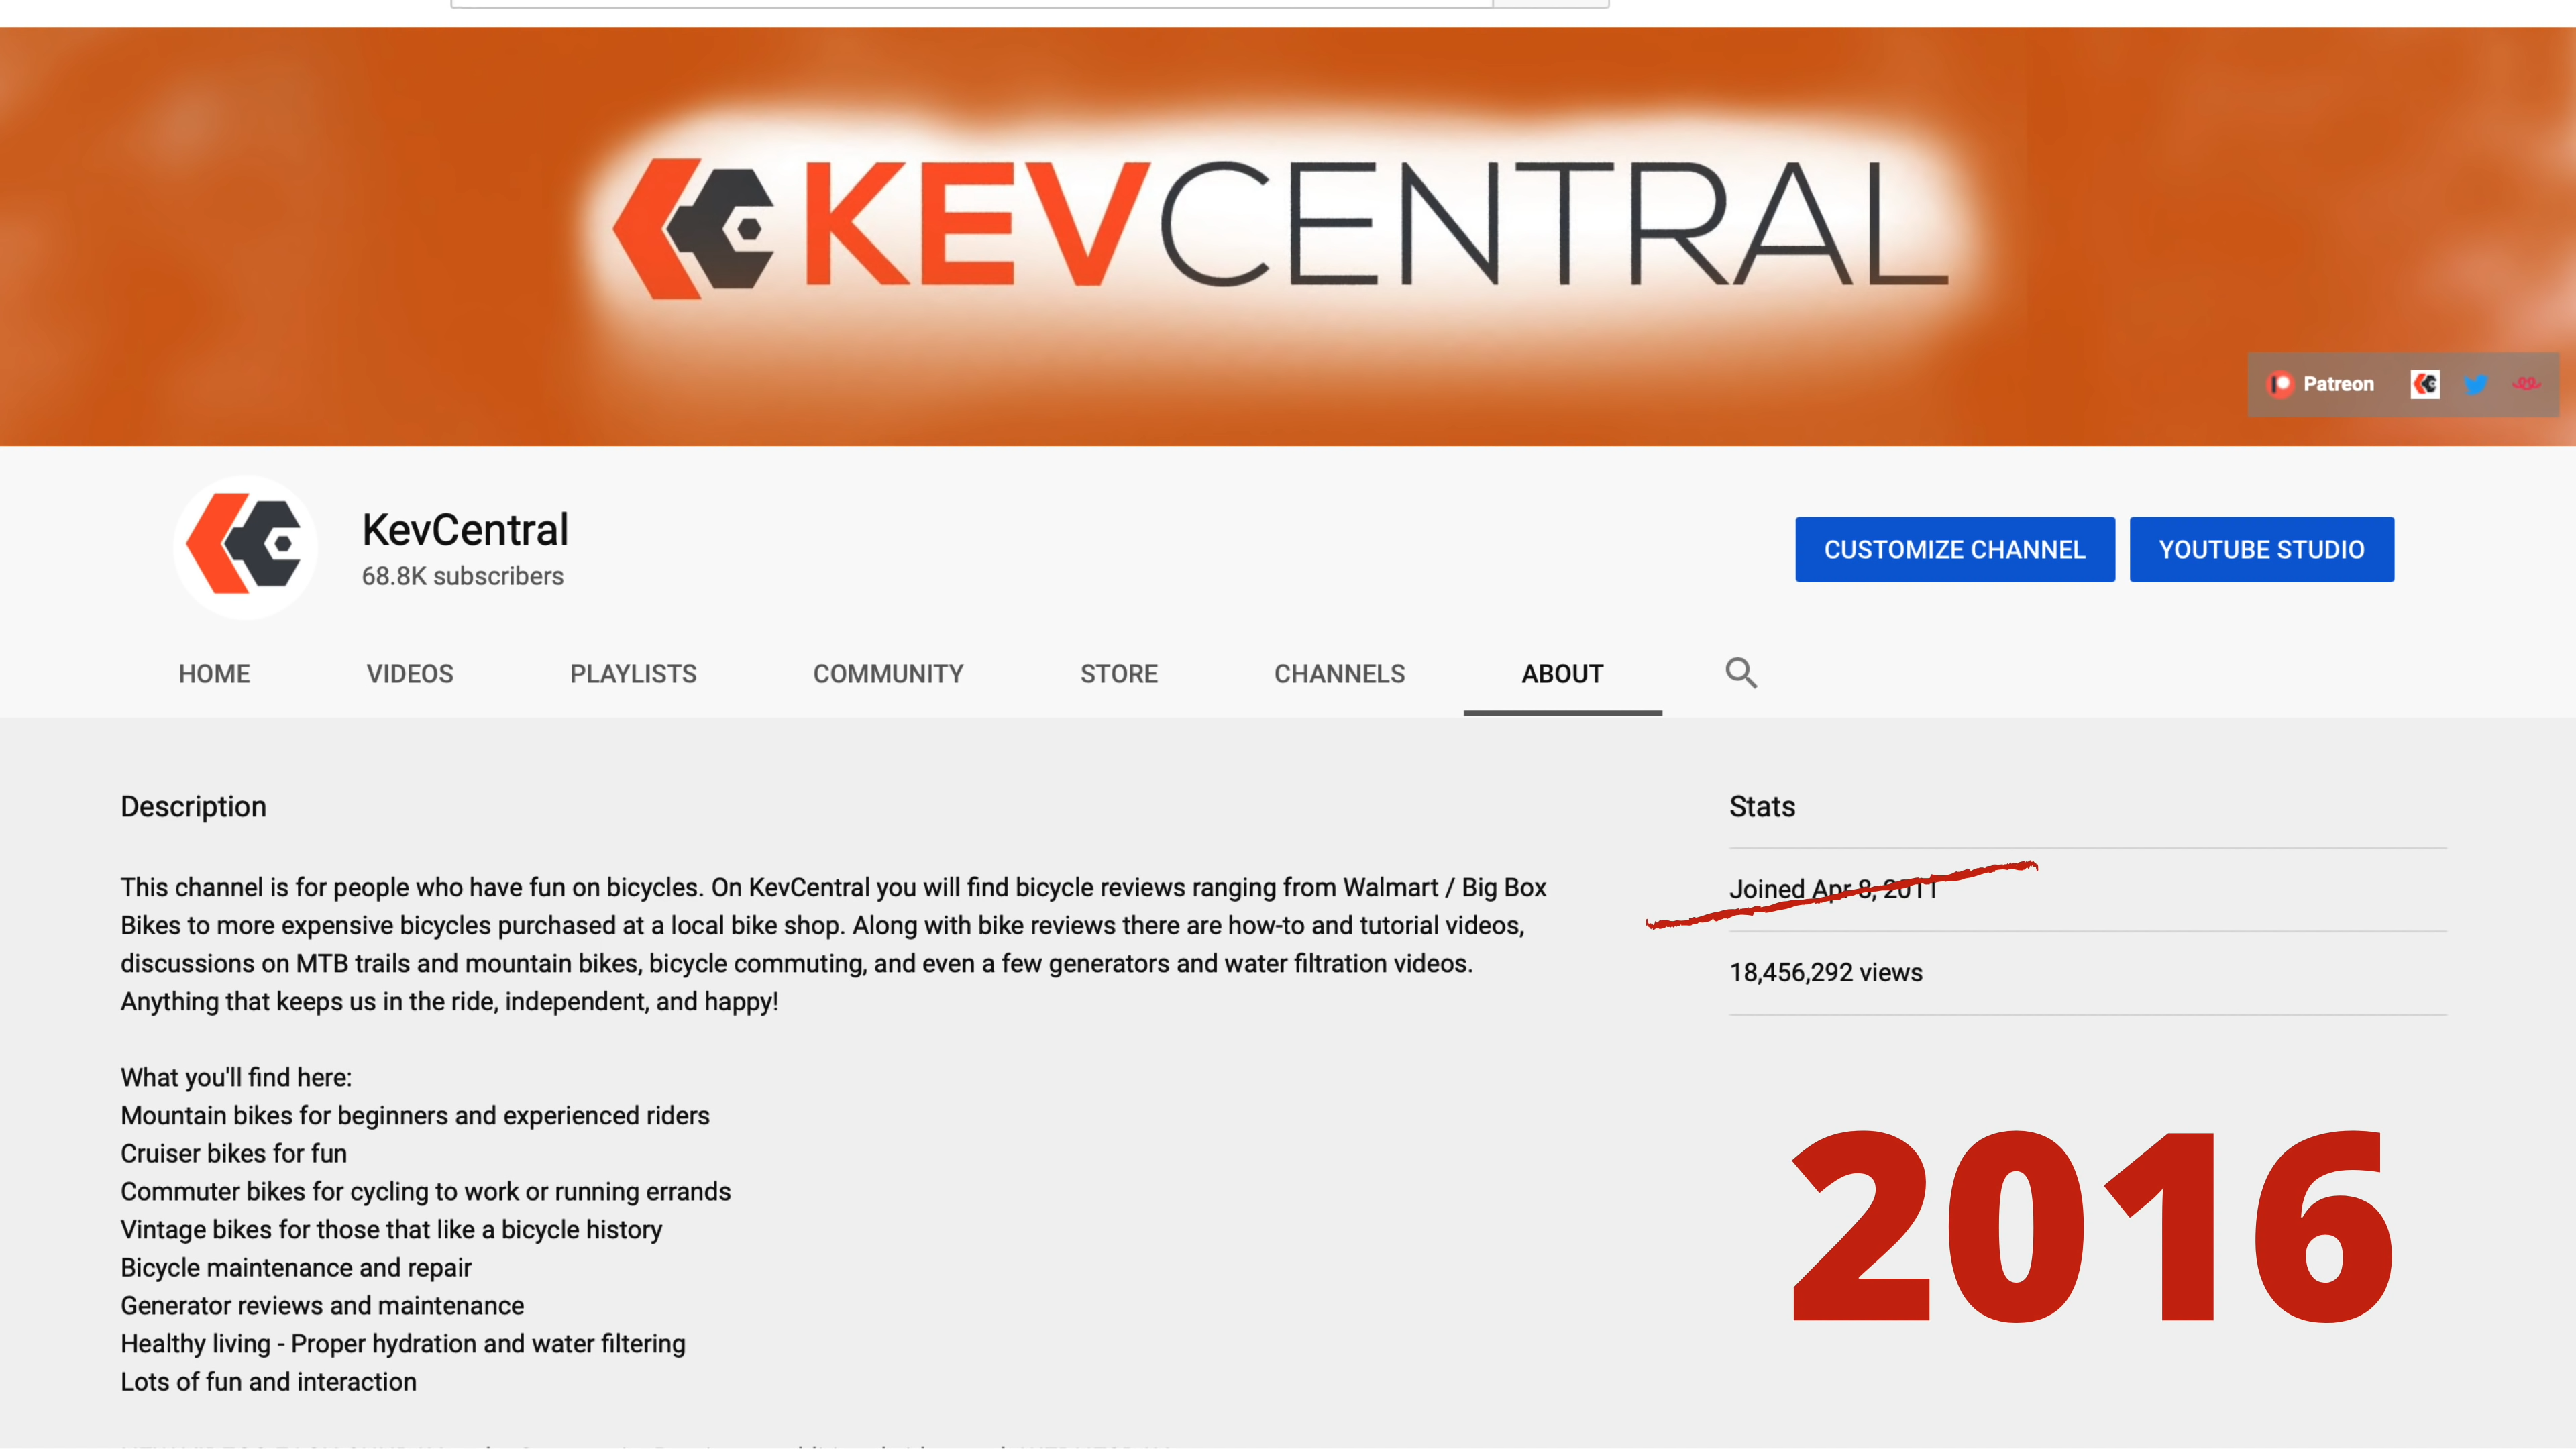 KEVCENTRAL
Patreon
KevCentral
68.8K subscribers
CUSTOMIZE CHANNEL
YOUTUBE STUDIO
HOME
VIDEOS
PLAYLISTS
COMMUNITY
STORE
CHANNELS
ABOUT
Description
This channel is for people who have fun on bicycles. On KevCentral you will find bicycle reviews ranging from Walmart / Big Box
Bikes to more expensive bicycles purchased at a local bike shop. Along with bike reviews there are how-to and tutorial videos,
discussions on MTB trails and mountain bikes, bicycle commuting, and even a few generators and water filtration videos.
Anything that keeps us in the ride, independent, and happy!
What you'll find here:
Mountain bikes for beginners and experienced riders
Cruiser bikes for fun
Commuter bikes for cycling to work or running errands
Vintage bikes for those that like a bicycle history
Bicycle maintenance and repair
Generator reviews and maintenance
Healthy living - Proper hydration and water filtering
Lots of fun and interaction
Stats
Joined Apr 8, 2011
18,456,292 views
2016